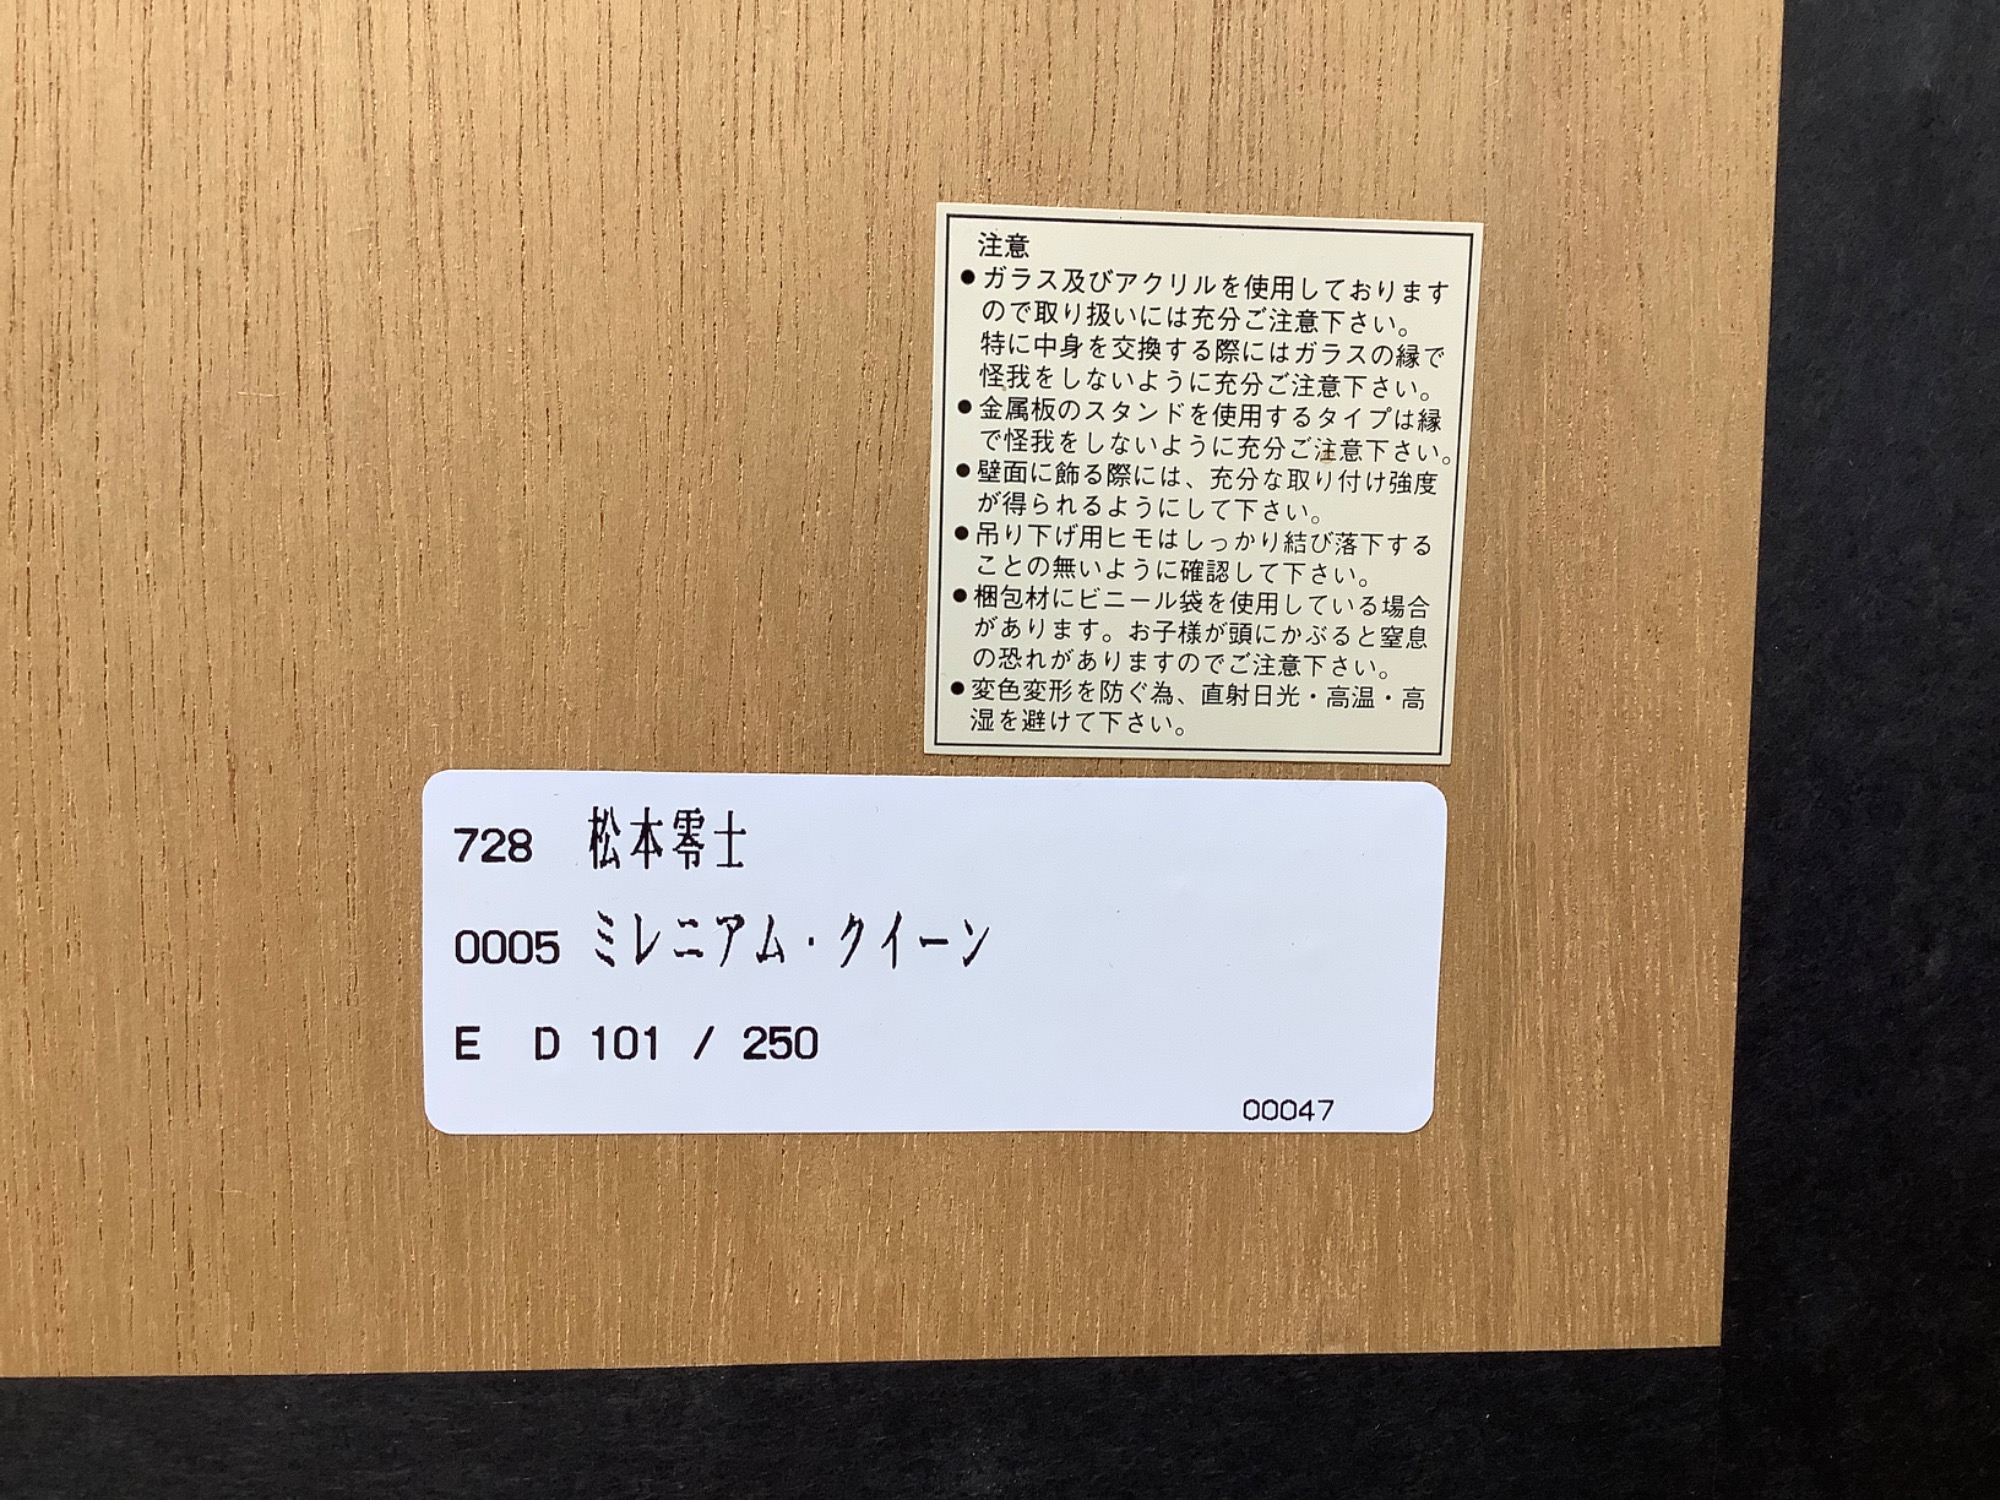 注意
●ガラス及びアクリルを使用しております
ので取り扱いには充分ご注意下さい。
特に中身を交換する際にはガラスの縁で
怪我をしないように充分ご注意下さい。
●金属板のスタンドを使用するタイプは縁
で怪我をしないように充分ご注意下さい。
●壁面に飾る際には、充分な取り付け強度
が得られるようにして下さい。
●吊り下げ用ヒモはしっかり結び落下する
ことの無いように確認して下さい。
●梱包材にビニール袋を使用している場合
があります。お子様が頭にかぶると窒息
の恐れがありますのでご注意下さい。
●変色変形を防ぐ為、直射日光・高温・高
湿を避けて下さい。
728 松本零士
0005 ミレニアム・クイーン
E D 101 / 250
00047